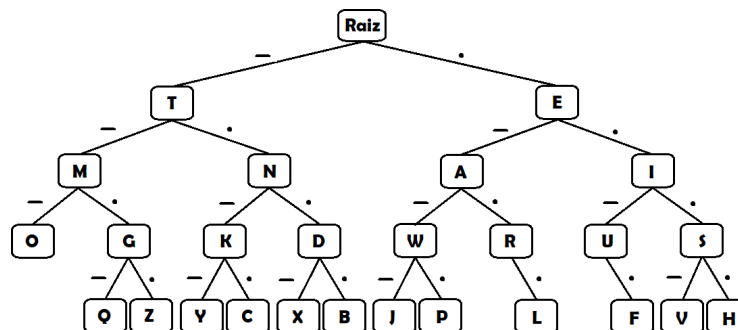 Raiz
— .
T E
— . — .
M N A I
— . — . — . — .
O G K D W R U S
— . — . — . — . . . — .
Q Z Y C X B J P L F V H